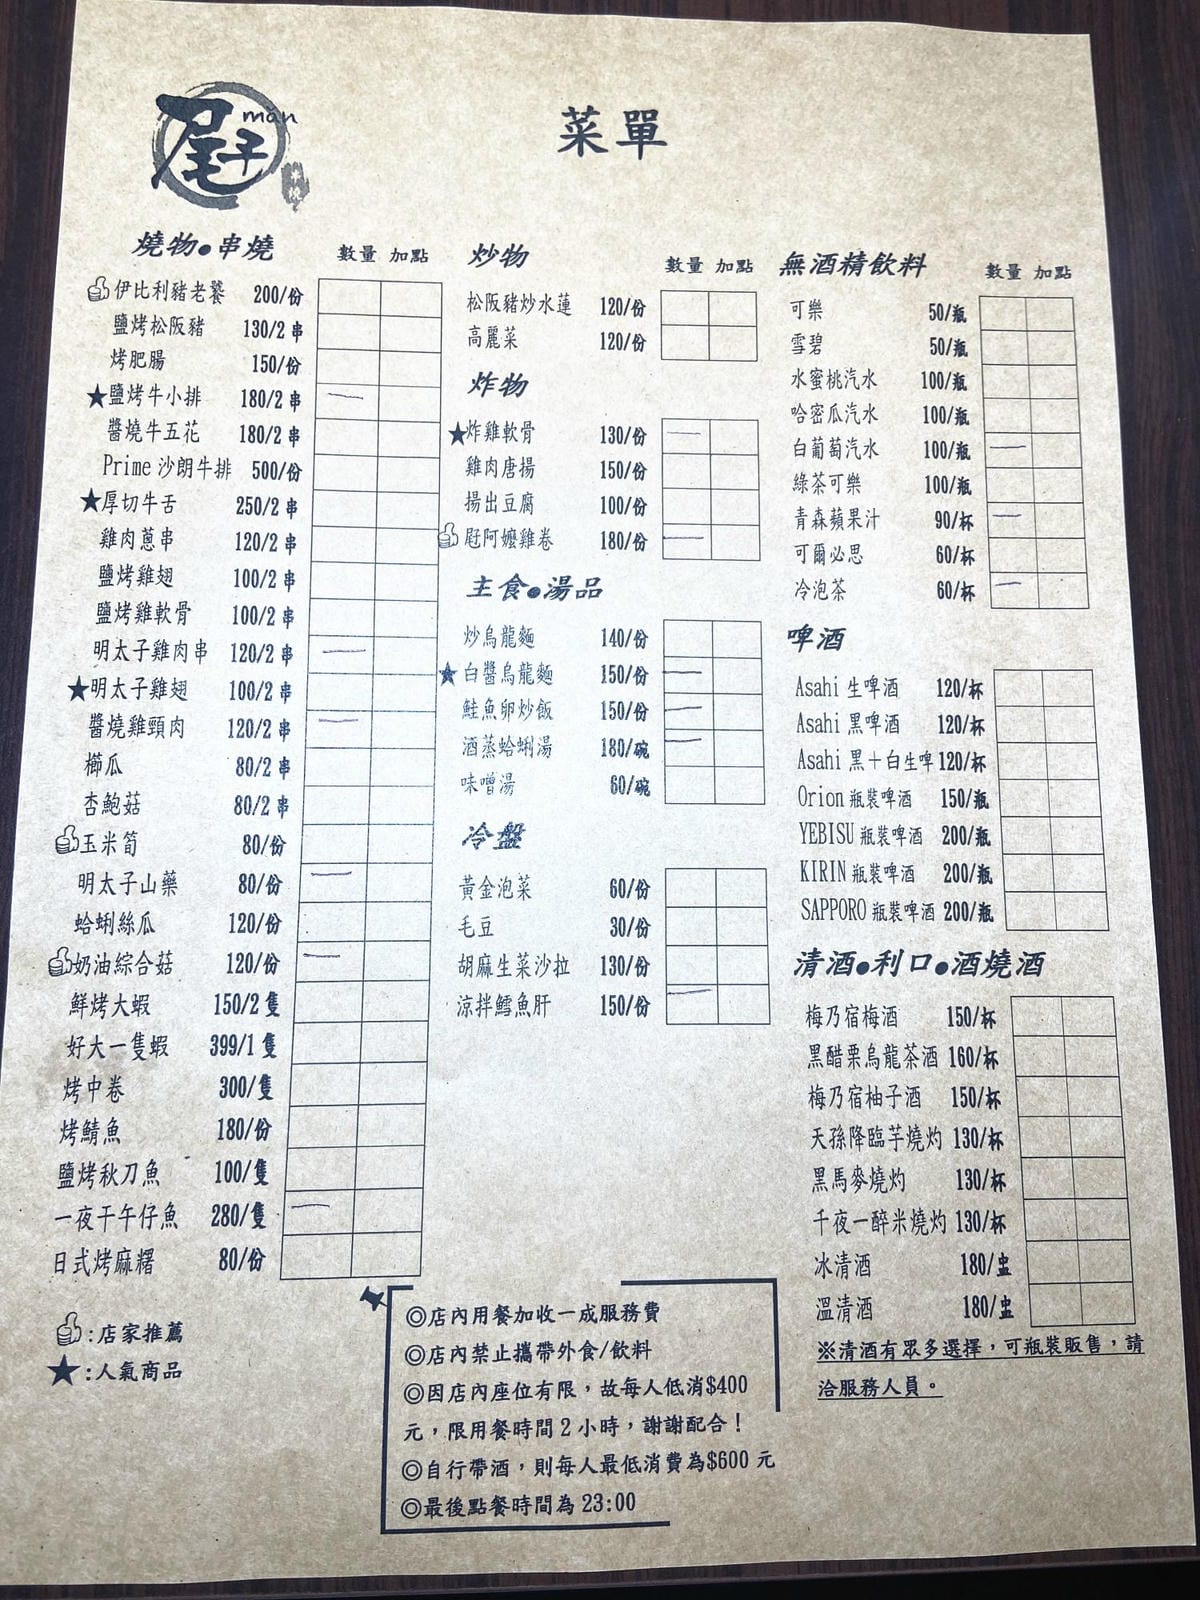 尾子
män
串燒
菜單
燒物●串燒 數量 加點
伊比利豬老饕 200/份
鹽烤松阪豬 130/2 串
烤肥腸 150/份
★鹽烤牛小排 180/2 串
醬燒牛五花 180/2 串
Prime 沙朗牛排 500/份
★厚切牛舌 250/2 串
雞肉蔥串 120/2 串
鹽烤雞翅 100/2 串
鹽烤雞軟骨 100/2 串
明太子雞肉串 120/2 串
★明太子雞翅 100/2 串
醬燒雞頸肉 120/2 串
櫛瓜 80/2 串
杏鮑菇 80/2 串
玉米筍 80/份
明太子山藥 80/份
蛤蜊絲瓜 120/份
奶油綜合菇 120/份
鮮烤大蝦 150/2 隻
好大一隻蝦 399/1 隻
烤中卷 300/隻
烤鯖魚 180/份
鹽烤秋刀魚 100/隻
一夜干午仔魚 280/隻
日式烤麻糬 80/份
:店家推薦
★:人氣商品
炒物 數量 加點
松阪豬炒水蓮 120/份
高麗菜 120/份
炸物
★炸雞軟骨 130/份
雞肉唐揚 150/份
揚出豆腐 100/份
阿嬤雞卷 180/份
主食●湯品
炒烏龍麵 140/份
★白醬烏龍麵 150/份
鮭魚卵炒飯 150/份
酒蒸蛤蜊湯 180/碗
味噌湯 60/碗
冷盤
黃金泡菜 60/份
毛豆 30/份
胡麻生菜沙拉 130/份
涼拌鱈魚肝 150/份
◎店內用餐加收一成服務費
◎店內禁止攜帶外食/飲料
◎因店內座位有限，故每人低消$400
元，限用餐時間 2 小時，謝謝配合！
◎自行帶酒，則每人最低消費為$600 元
◎最後點餐時間為 23:00
無酒精飲料 數量 加點
可樂 50/瓶
雪碧 50/瓶
水蜜桃汽水 100/瓶
哈密瓜汽水 100/瓶
白葡萄汽水 100/瓶
綠茶可樂 100/瓶
青森蘋果汁 90/杯
可爾必思 60/杯
冷泡茶 60/杯
啤酒
Asahi 生啤酒 120/杯
Asahi 黑啤酒 120/杯
Asahi 黑＋白生啤 120/杯
Orion 瓶裝啤酒 150/瓶
YEBISU 瓶裝啤酒 200/瓶
KIRIN 瓶裝啤酒 200/瓶
SAPPORO 瓶裝啤酒 200/瓶
清酒●利口●酒燒酒
梅乃宿梅酒 150/杯
黑醋栗烏龍茶酒 160/杯
梅乃宿柚子酒 150/杯
天孫降臨芋燒灼 130/杯
黑馬麥燒灼 130/杯
千夜一醉米燒灼 130/杯
冰清酒 180/盅
溫清酒 180/盅
※清酒有眾多選擇，可瓶裝販售，請
洽服務人員。